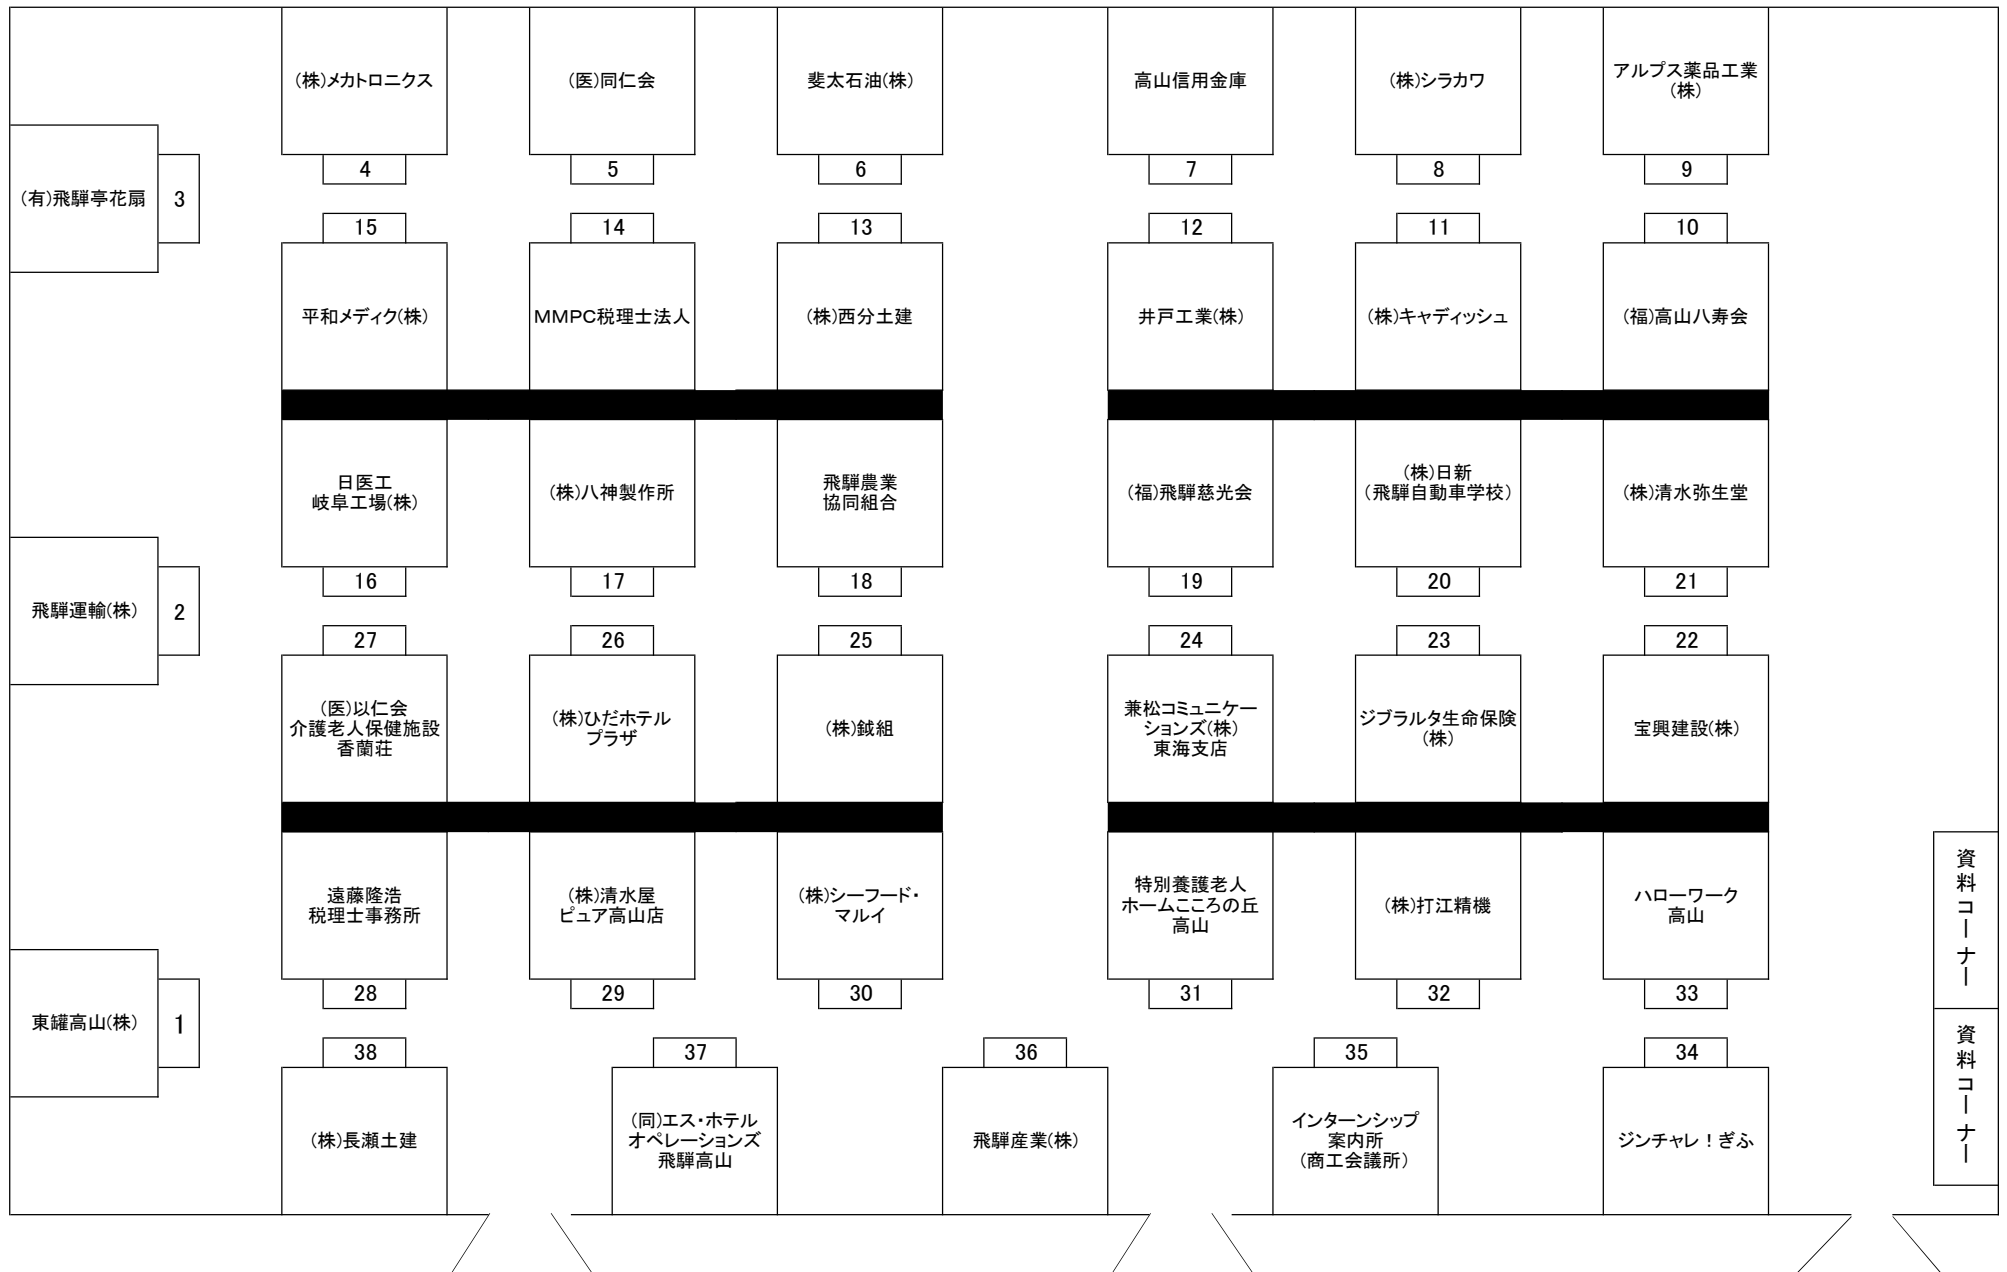 (株)メカトロニクス
(医)同仁会
斐太石油(株)
高山信用金庫
(株)シラカワ
アルプス薬品工業
(株)
4
5
6
7
8
9
(有)飛騨亭花扇
3
15
14
13
12
11
10
平和メディク(株)
MMPC税理士法人
(株)西分土建
井戸工業(株)
(株)キャディッシュ
(福)高山八寿会
日医工
岐阜工場(株)
(株)八神製作所
飛騨農業
協同組合
(福)飛騨慈光会
(株)日新
(飛騨自動車学校)
(株)清水弥生堂
16
17
18
19
20
21
飛騨運輸(株)
2
27
26
25
24
23
22
(医)以仁会
介護老人保健施設
香蘭荘
(株)ひだホテル
プラザ
(株)鉞組
兼松コミュニケー
ションズ(株)
東海支店
ジブラルタ生命保険
(株)
宝興建設(株)
遠藤隆浩
税理士事務所
(株)清水屋
ピュア高山店
(株)シーフード・
マルイ
特別養護老人
ホームこころの丘
高山
(株)打江精機
ハローワーク
高山
資料コーナー
28
29
30
31
32
33
東罐高山(株)
1
38
37
36
35
34
(株)長瀬土建
(同)エス・ホテル
オペレーションズ
飛騨高山
飛騨産業(株)
インターンシップ
案内所
(商工会議所)
ジンチャレ！ぎふ
資料コーナー